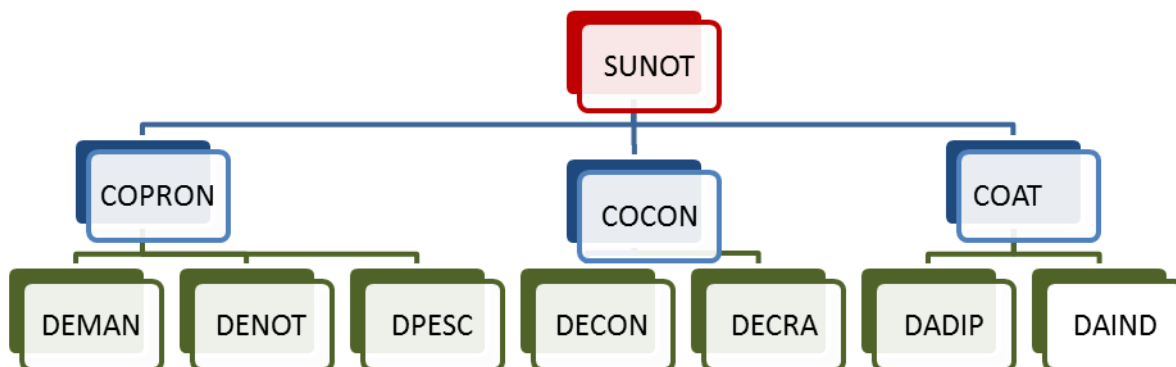 SUNOT
COPRON
COCON
COAT
DEMAN
DENOT
DPESC
DECON
DECRA
DADIP
DAIND